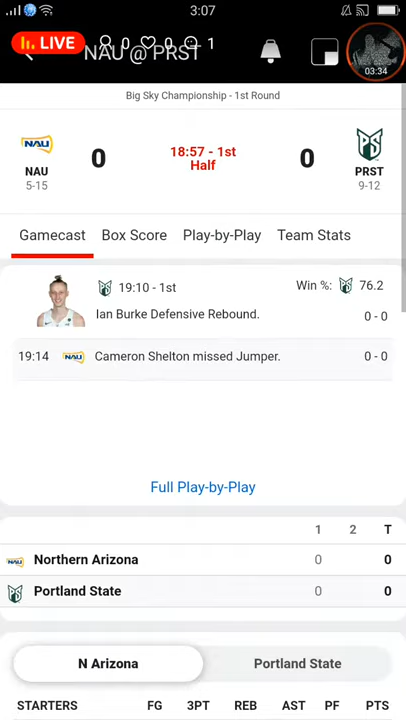 3:07
LIVE 0 0 1
NAU @ PRST
03:34
Big Sky Championship - 1st Round
NAU
NAU
5-15
0
18:57 - 1st
Half
0
PRST
9-12
Gamecast Box Score Play-by-Play Team Stats
19:10 - 1st Win %: 76.2
Ian Burke Defensive Rebound. 0 - 0
19:14 NAU Cameron Shelton missed Jumper. 0 - 0
Full Play-by-Play
1 2 T
NAU Northern Arizona 0 0
Portland State 0 0
N Arizona Portland State
STARTERS FG 3PT REB AST PF PTS